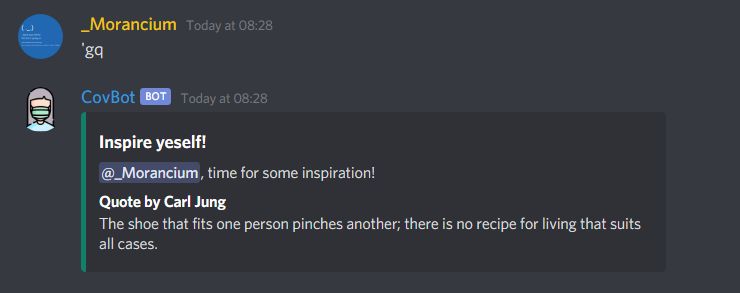 _Morancium Today at 08:28
'gq
CovBot BOT Today at 08:28
Inspire yeself!
@_Morancium, time for some inspiration!
Quote by Carl Jung
The shoe that fits one person pinches another; there is no recipe for living that suits
all cases.